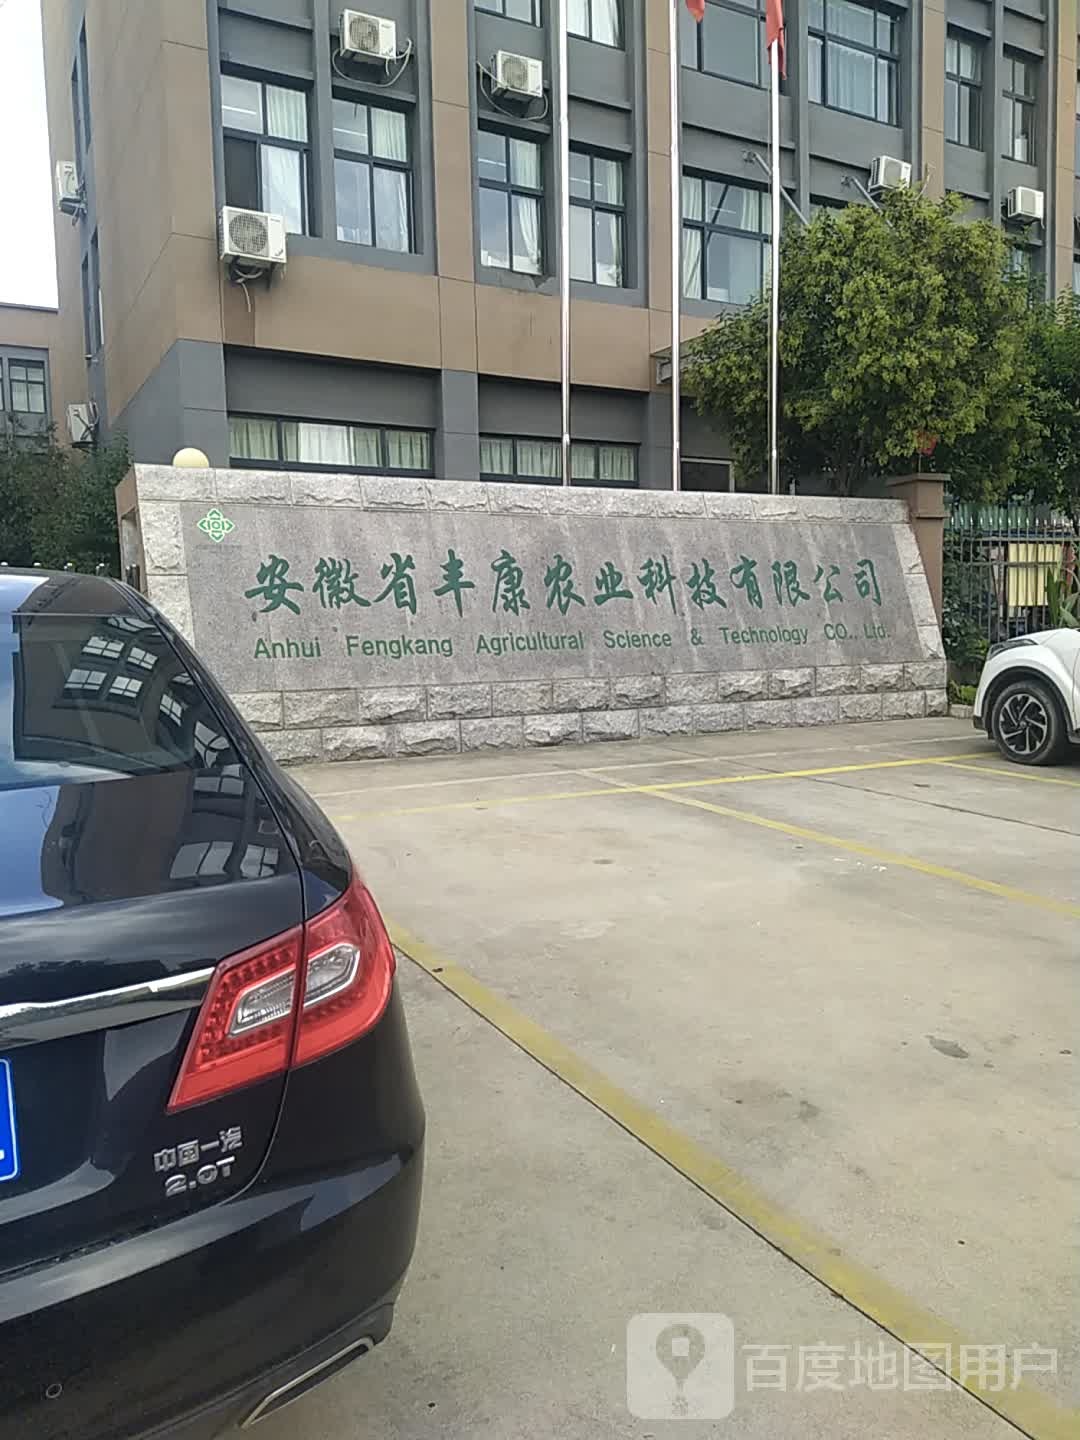 安徽省丰康农业科技有限公司
Anhui Fengkang Agricultural Science & Technology CO., Ltd.
中国一汽
2.0T
百度地图用户